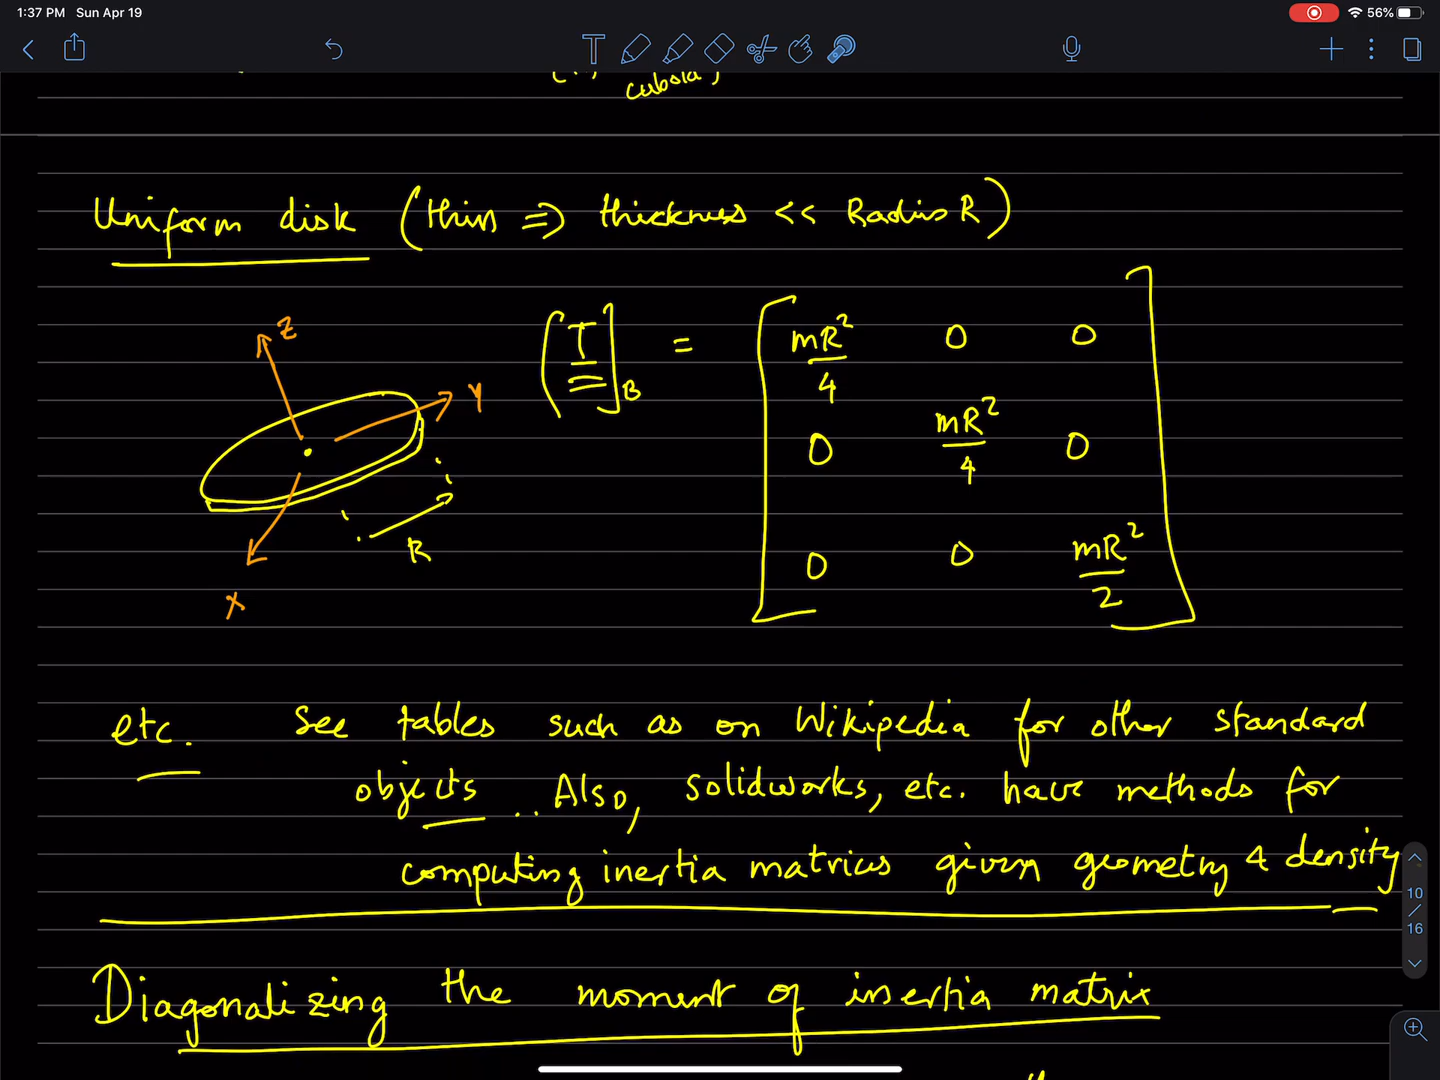 1:37 PM Sun Apr 19
56%
cuboid,
Uniform disk (thin => thickness << Radius R)
[I]B = [mR²/4 0 0
0 mR²/4 0
0 0 mR²/2]
Z
Y
X
R
etc. See tables such as on Wikipedia for other standard
objects .. Also, solidworks, etc. have methods for
computing inertia matrices given geometry & density
10
/
16
Diagonalizing the moment of inertia matrix